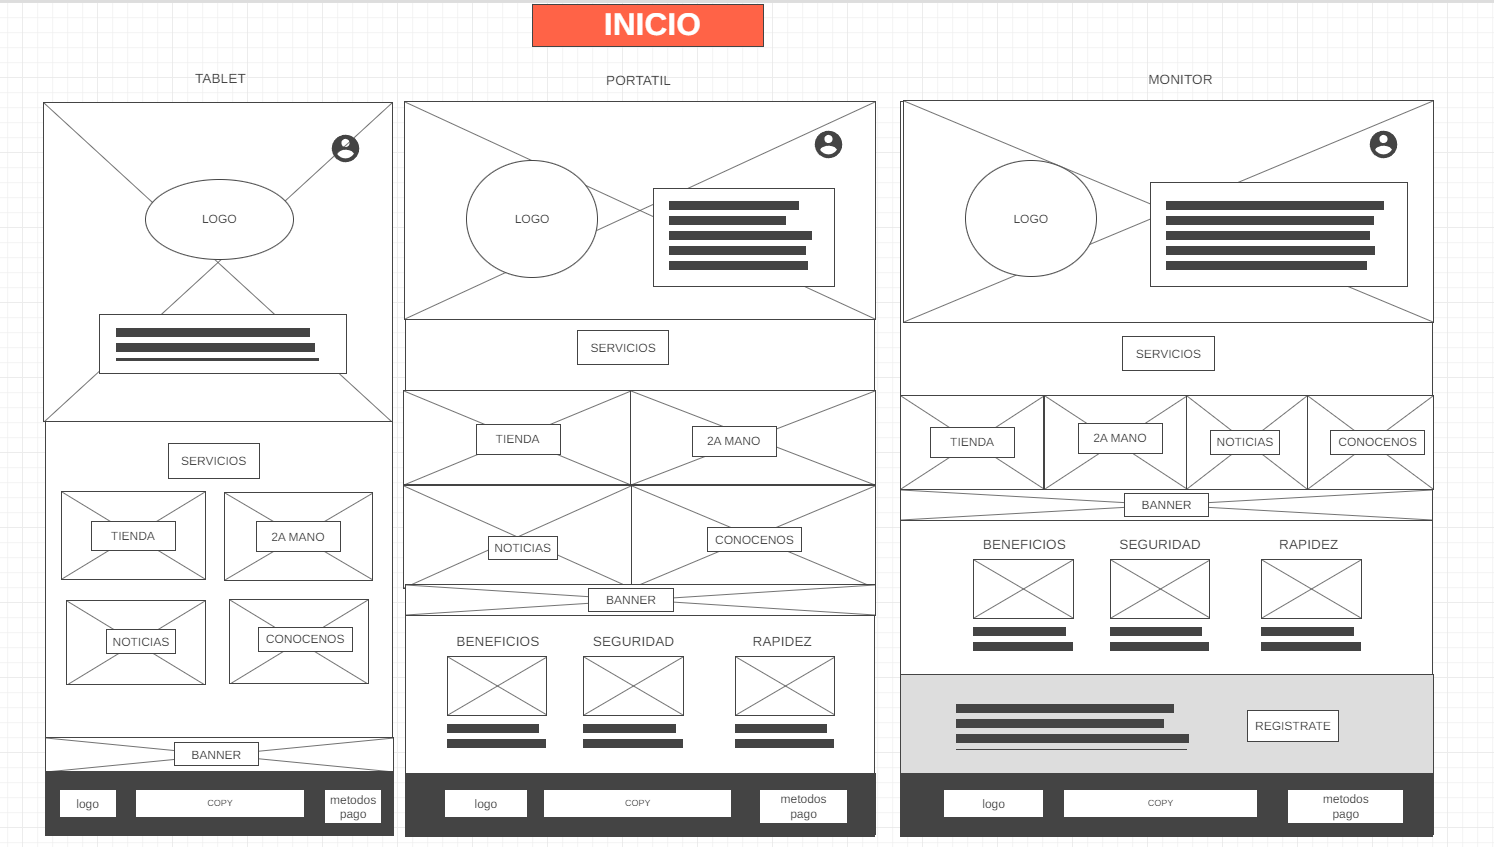 INICIO
TABLET
LOGO
SERVICIOS
TIENDA
2A MANO
NOTICIAS
CONOCENOS
BANNER
logo
COPY
metodos
pago
PORTATIL
LOGO
SERVICIOS
TIENDA
2A MANO
NOTICIAS
CONOCENOS
BANNER
BENEFICIOS
SEGURIDAD
RAPIDEZ
logo
COPY
metodos
pago
MONITOR
LOGO
SERVICIOS
TIENDA
2A MANO
NOTICIAS
CONOCENOS
BANNER
BENEFICIOS
SEGURIDAD
RAPIDEZ
REGISTRATE
logo
COPY
metodos
pago